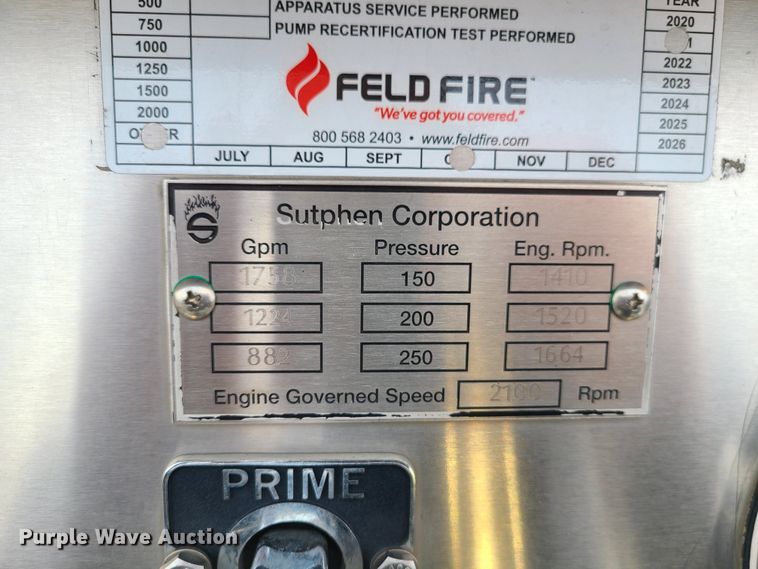 500 APPARATUS SERVICE PERFORMED YEAR
750 PUMP RECERTIFICATION TEST PERFORMED 2020
1000
1250 2022
1500 FELD FIRE 2023
2000 "We've got you covered." 2024
800 568 2403 • www.feldfire.com 2025
JULY AUG SEPT NOV DEC 2026
S
Sutphen Corporation
Gpm Pressure Eng. Rpm.
1758 150 1410
1224 200 1520
882 250 1664
Engine Governed Speed 2100 Rpm
PRIME
Purple Wave Auction